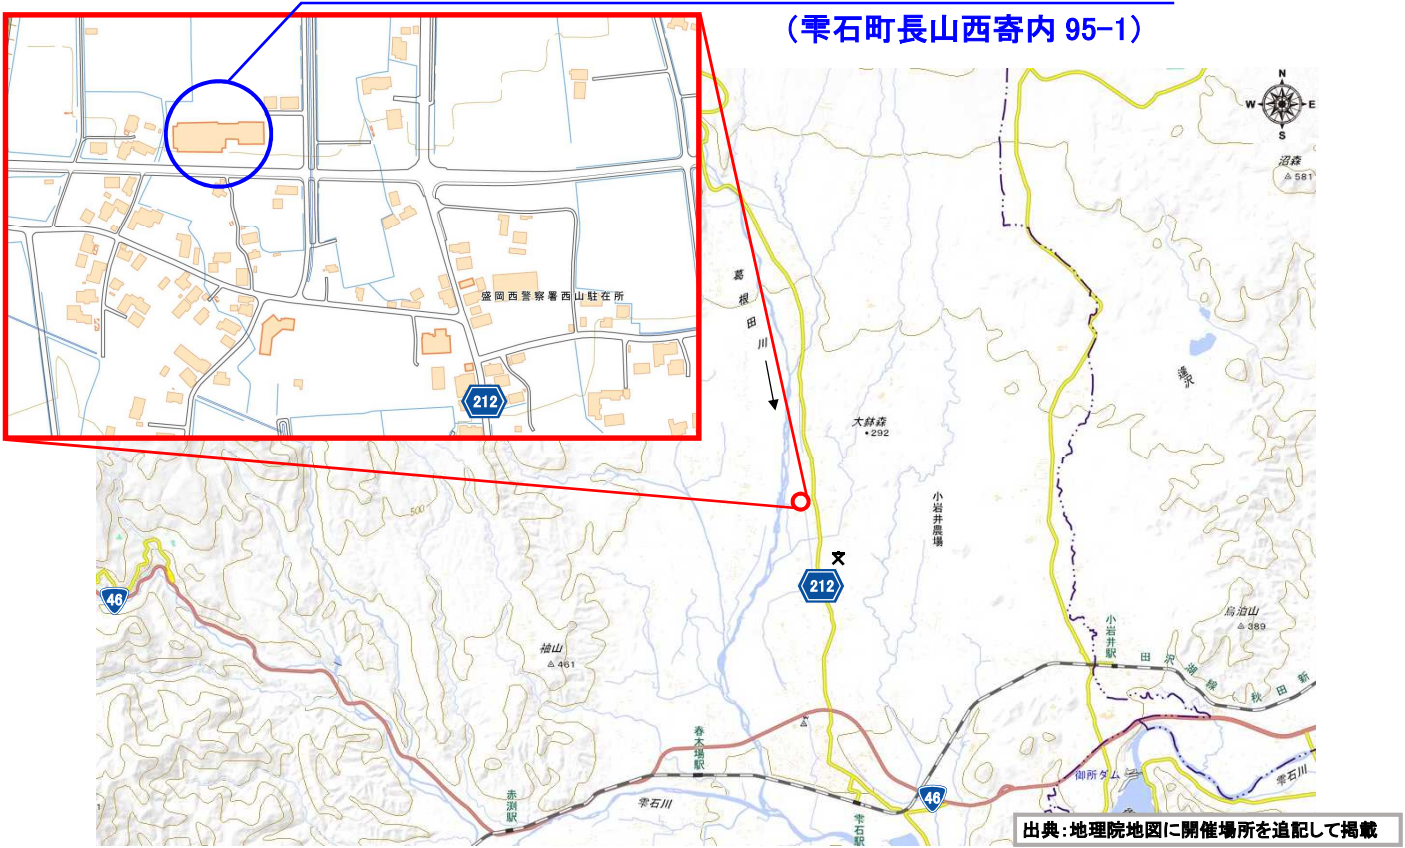 (雫石町長山西寄内 95-1)
N
W
E
S
沼森
581
葛根田川
盛岡西警察署西山駐在所
212
逢沢
大鉢森
292
小岩井農場
500
212
46
烏泊山
389
小岩井駅
田沢湖線(秋田新
袖山
461
春木場駅
御所ダム
雫石川
赤渕駅
雫石川
46
雫石駅
出典:地理院地図に開催場所を追記して掲載